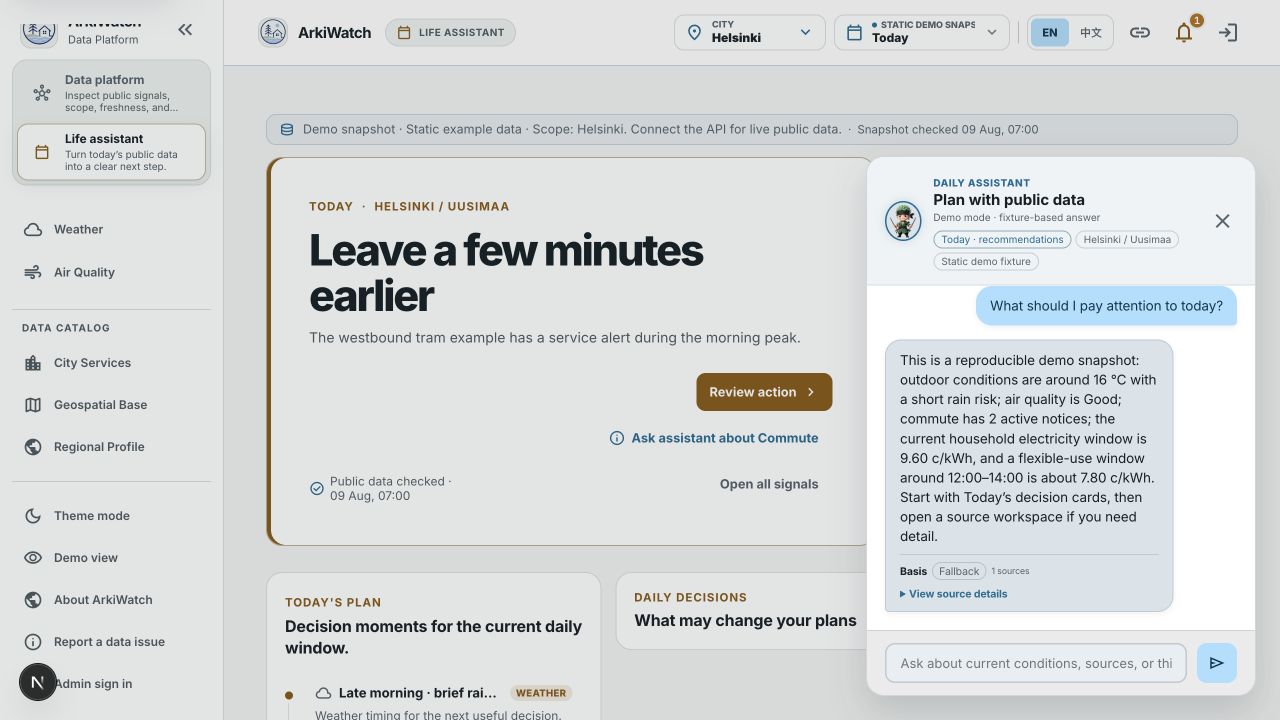 ArkiWatch
Data Platform
Data platform
Inspect public signals,
scope, freshness, and...
Life assistant
Turn today's public data
into a clear next step.
Weather
Air Quality
DATA CATALOG
City Services
Geospatial Base
Regional Profile
Theme mode
Demo view
About ArkiWatch
Report a data issue
N
Admin sign in
ArkiWatch
LIFE ASSISTANT
CITY
Helsinki
STATIC DEMO SNAPS
Today
EN
中文
1
Demo snapshot · Static example data · Scope: Helsinki. Connect the API for live public data. · Snapshot checked 09 Aug, 07:00
TODAY · HELSINKI / UUSIMAA
Leave a few minutes
earlier
The westbound tram example has a service alert during the morning peak.
Review action
Ask assistant about Commute
Public data checked ·
09 Aug, 07:00
Open all signals
TODAY'S PLAN
Decision moments for the current daily
window.
Late morning · brief rai...
WEATHER
Weather timing for the next useful decision.
DAILY DECISIONS
What may change your plans
DAILY ASSISTANT
Plan with public data
Demo mode · fixture-based answer
Today · recommendations
Helsinki / Uusimaa
Static demo fixture
What should I pay attention to today?
This is a reproducible demo snapshot:
outdoor conditions are around 16 °C with
a short rain risk; air quality is Good;
commute has 2 active notices; the
current household electricity window is
9.60 c/kWh, and a flexible-use window
around 12:00–14:00 is about 7.80 c/kWh.
Start with Today's decision cards, then
open a source workspace if you need
detail.
Basis
Fallback
1 sources
View source details
Ask about current conditions, sources, or thi